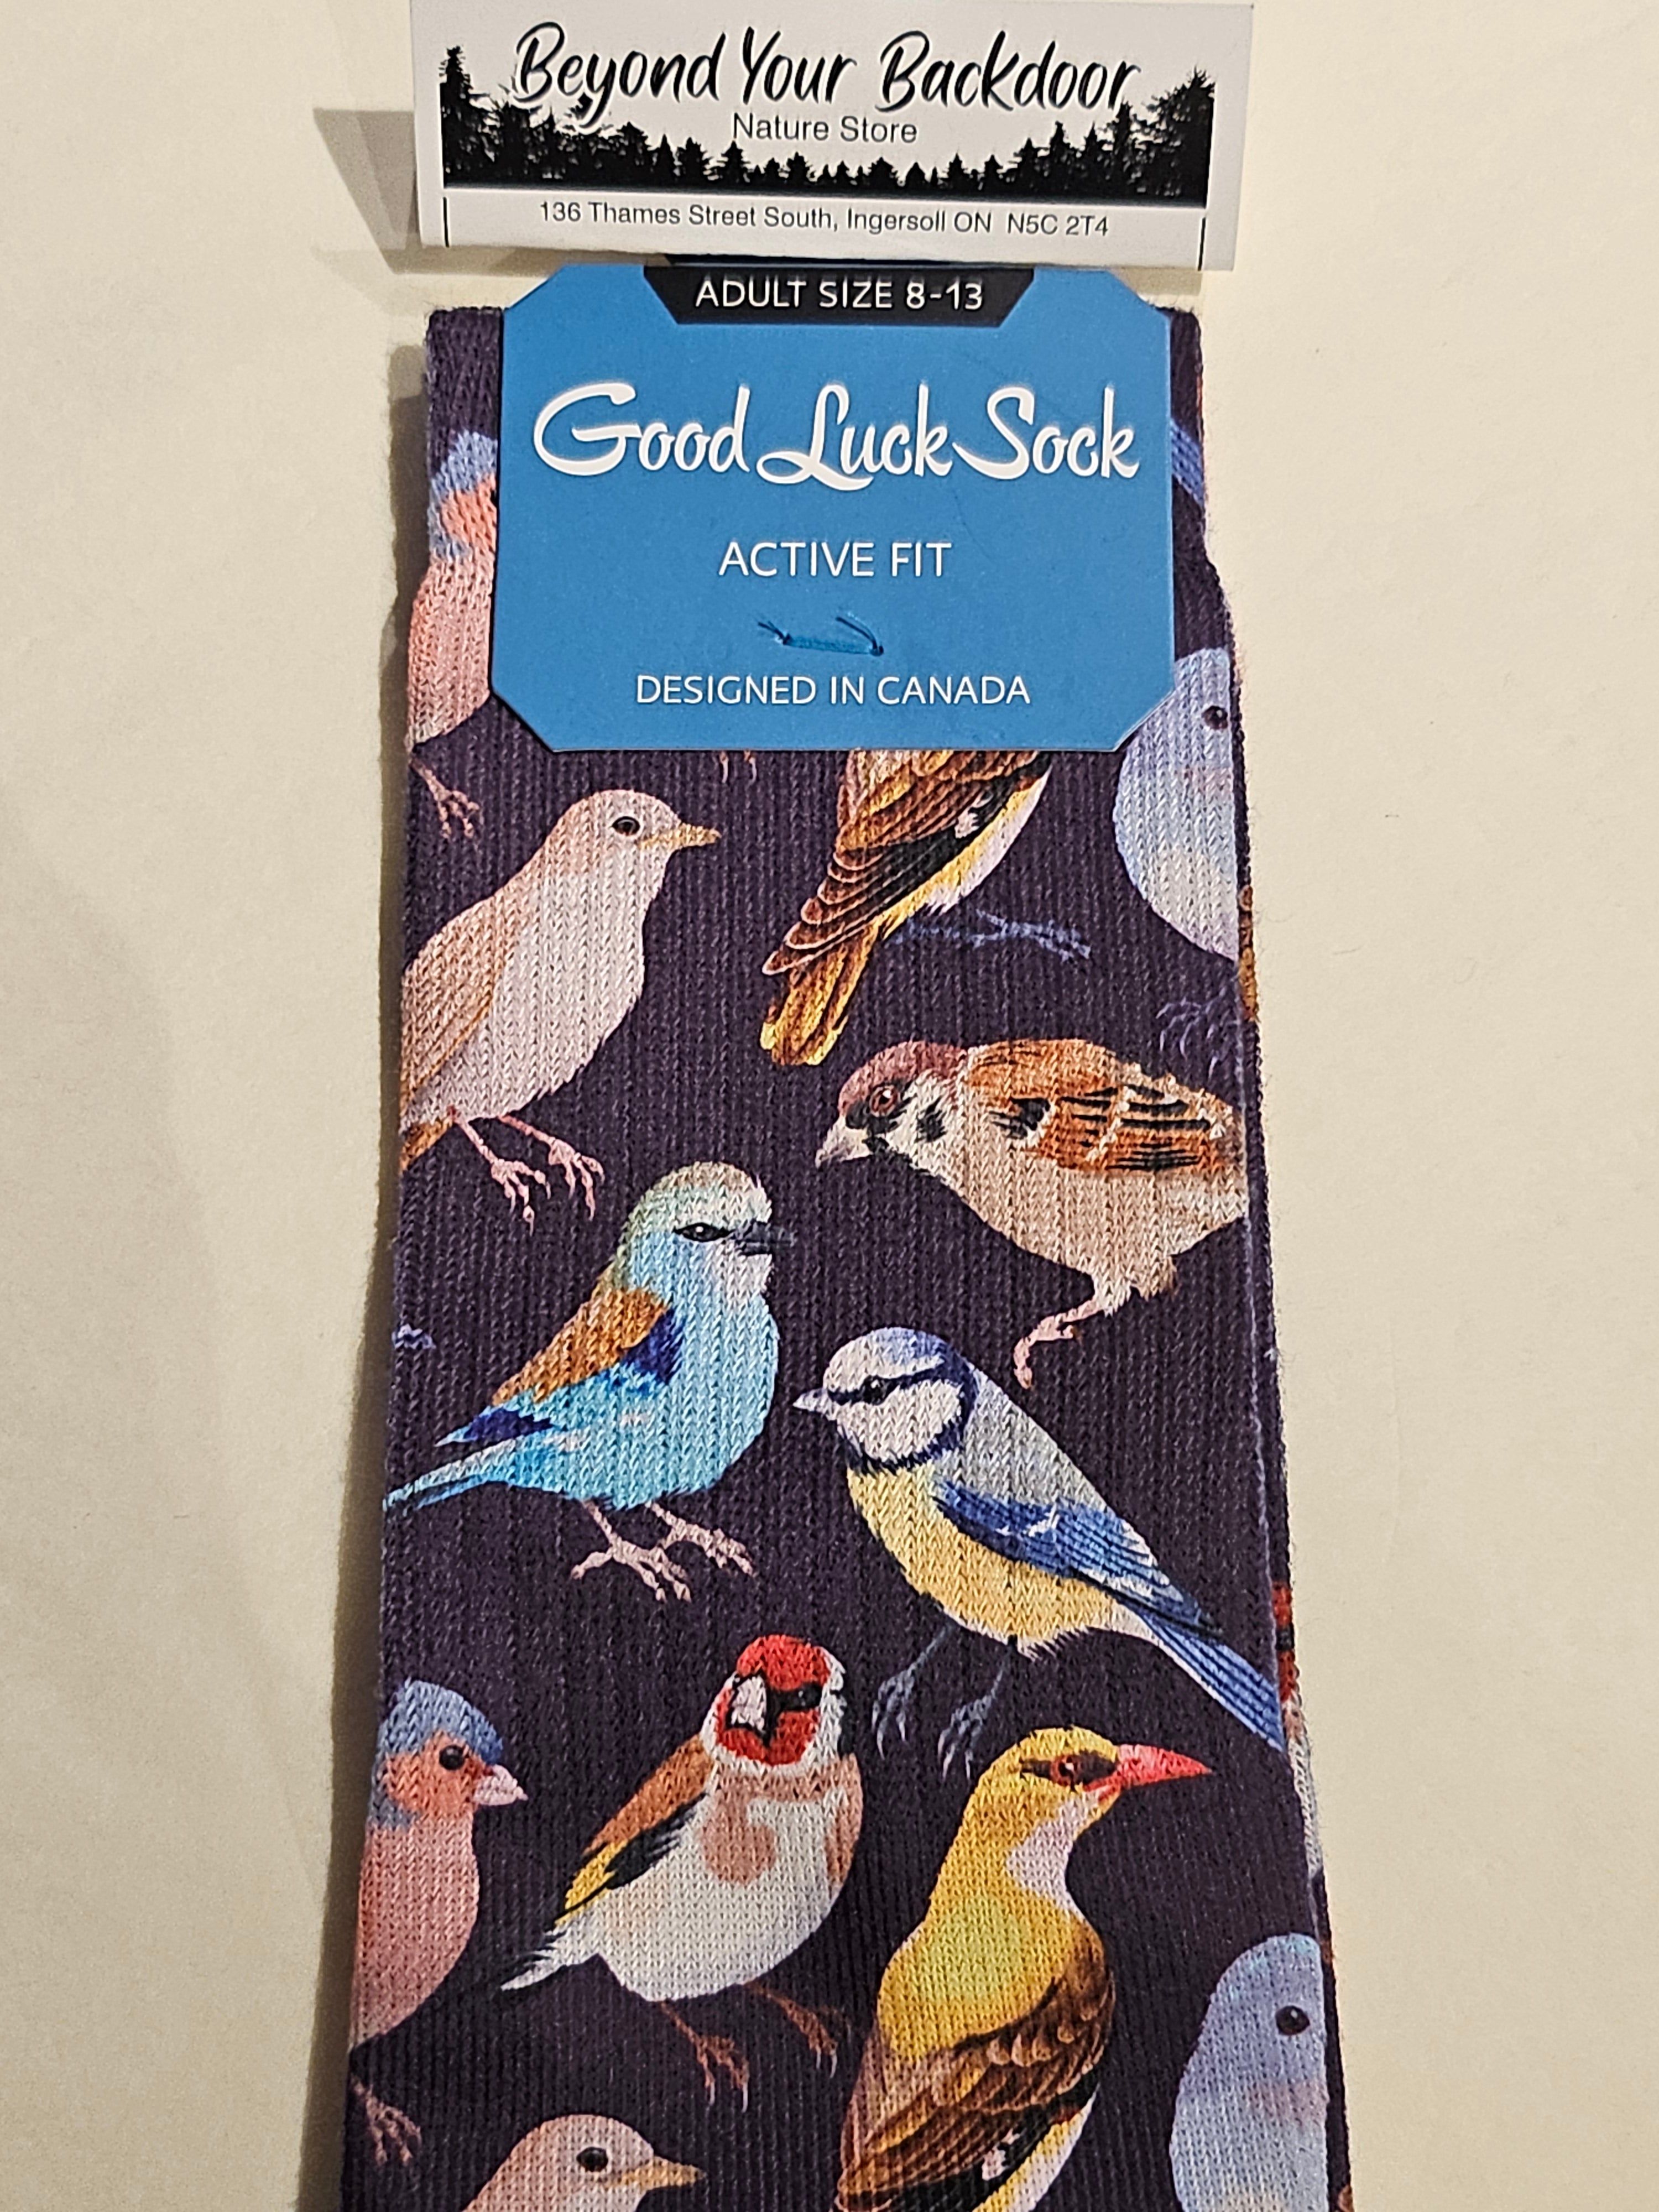 Beyond Your Backdoor
Nature Store
136 Thames Street South, Ingersoll ON  N5C 2T4
ADULT SIZE 8-13
Good Luck Sock
ACTIVE FIT
DESIGNED IN CANADA